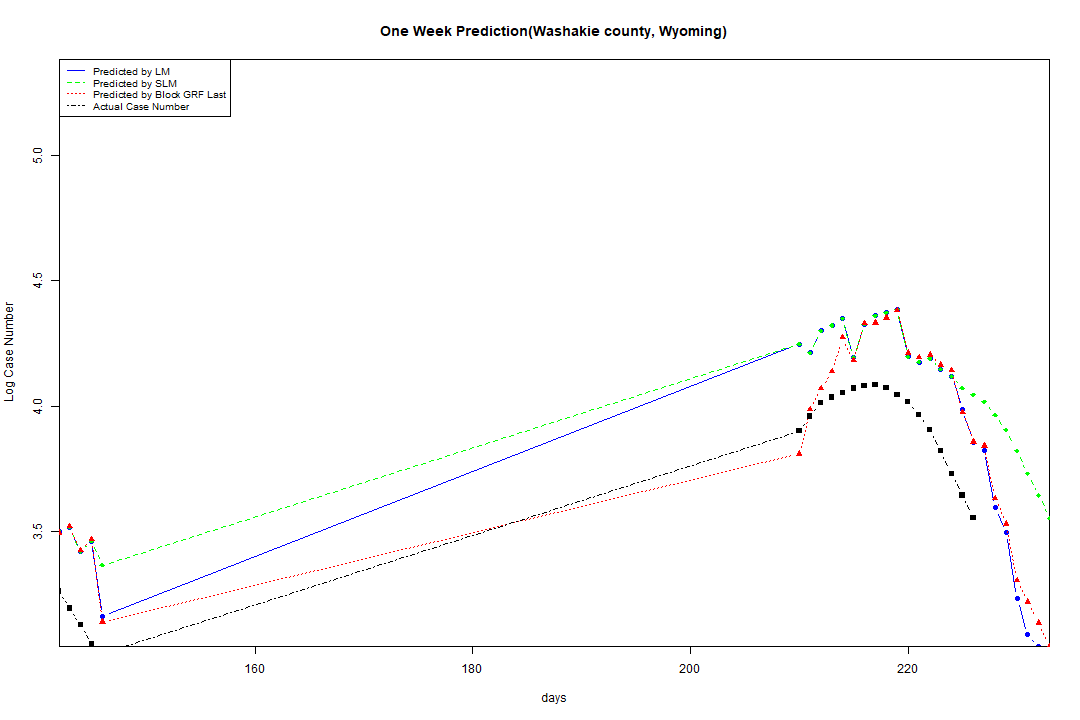 One Week Prediction(Washakie county, Wyoming)
Predicted by LM
Predicted by SLM
Predicted by Block GRF Last
Actual Case Number
5.0
4.5
4.0
3.5
Log Case Number
160 180 200 220
days